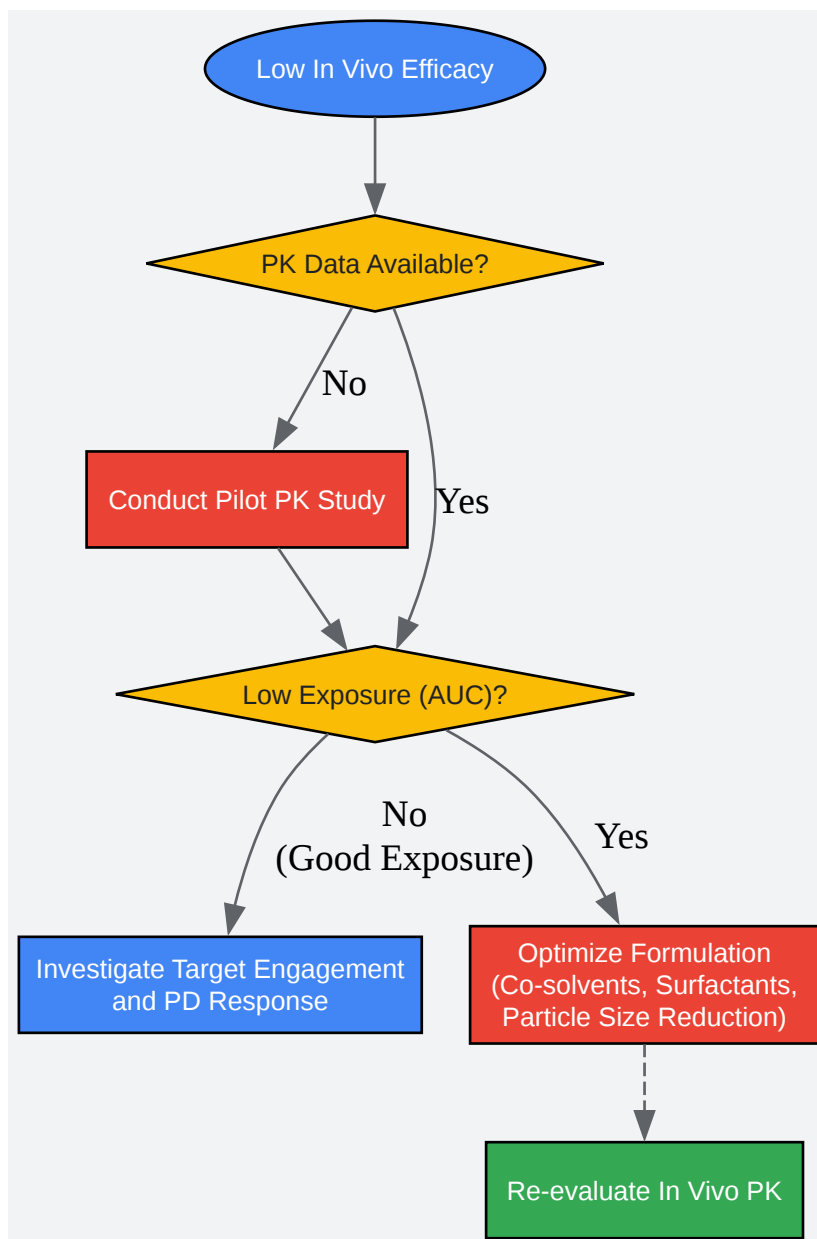 Low In Vivo Efficacy
PK Data Available?
No
Conduct Pilot PK Study
Yes
Low Exposure (AUC)?
No
(Good Exposure)
Yes
Investigate Target Engagement
and PD Response
Optimize Formulation
(Co-solvents, Surfactants,
Particle Size Reduction)
Re-evaluate In Vivo PK